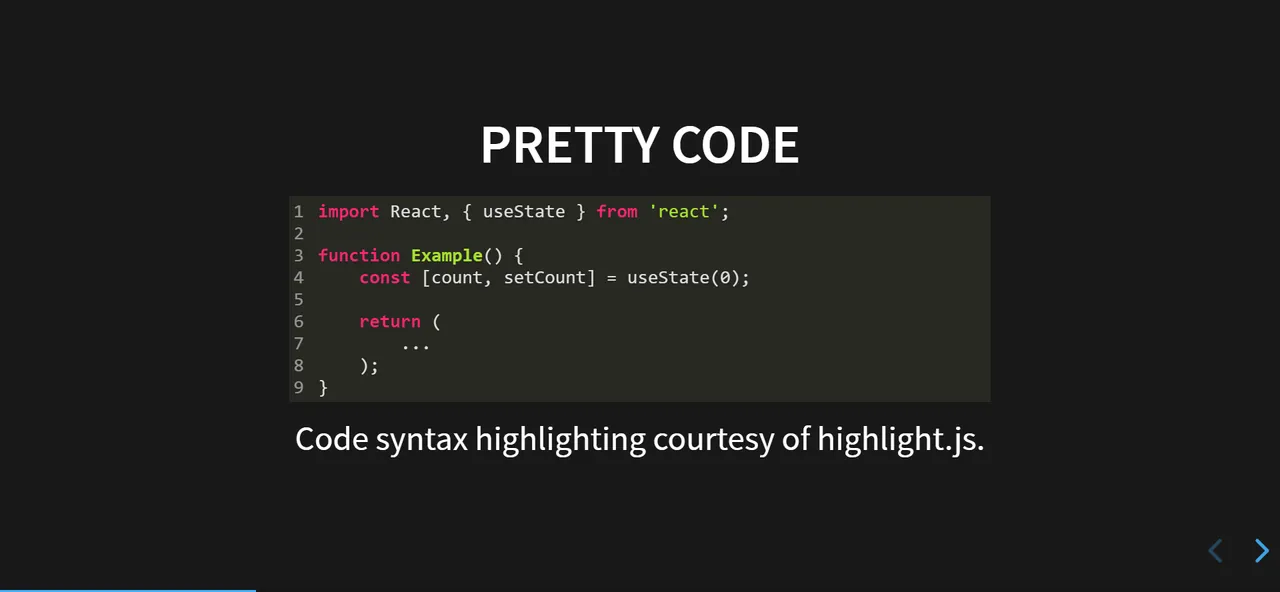 PRETTY CODE
1 import React, { useState } from 'react';
2
3 function Example() {
4     const [count, setCount] = useState(0);
5
6     return (
7         ...
8     );
9 }
Code syntax highlighting courtesy of highlight.js.